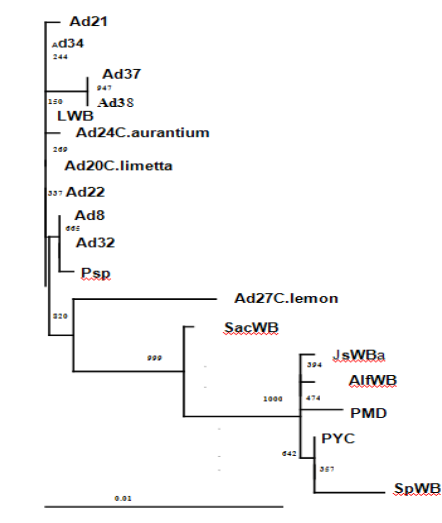 Ad21
Ad34
244
Ad37
947
Ad38
150
LWB
Ad24C.aurantium
269
Ad20C.limetta
337 Ad22
Ad8
665
Ad32
Psp
Ad27C.lemon
820
SacWB
999
JsWBa
394
AlfWB
1000
474
PMD
PYC
642
357
SpWB
0.01